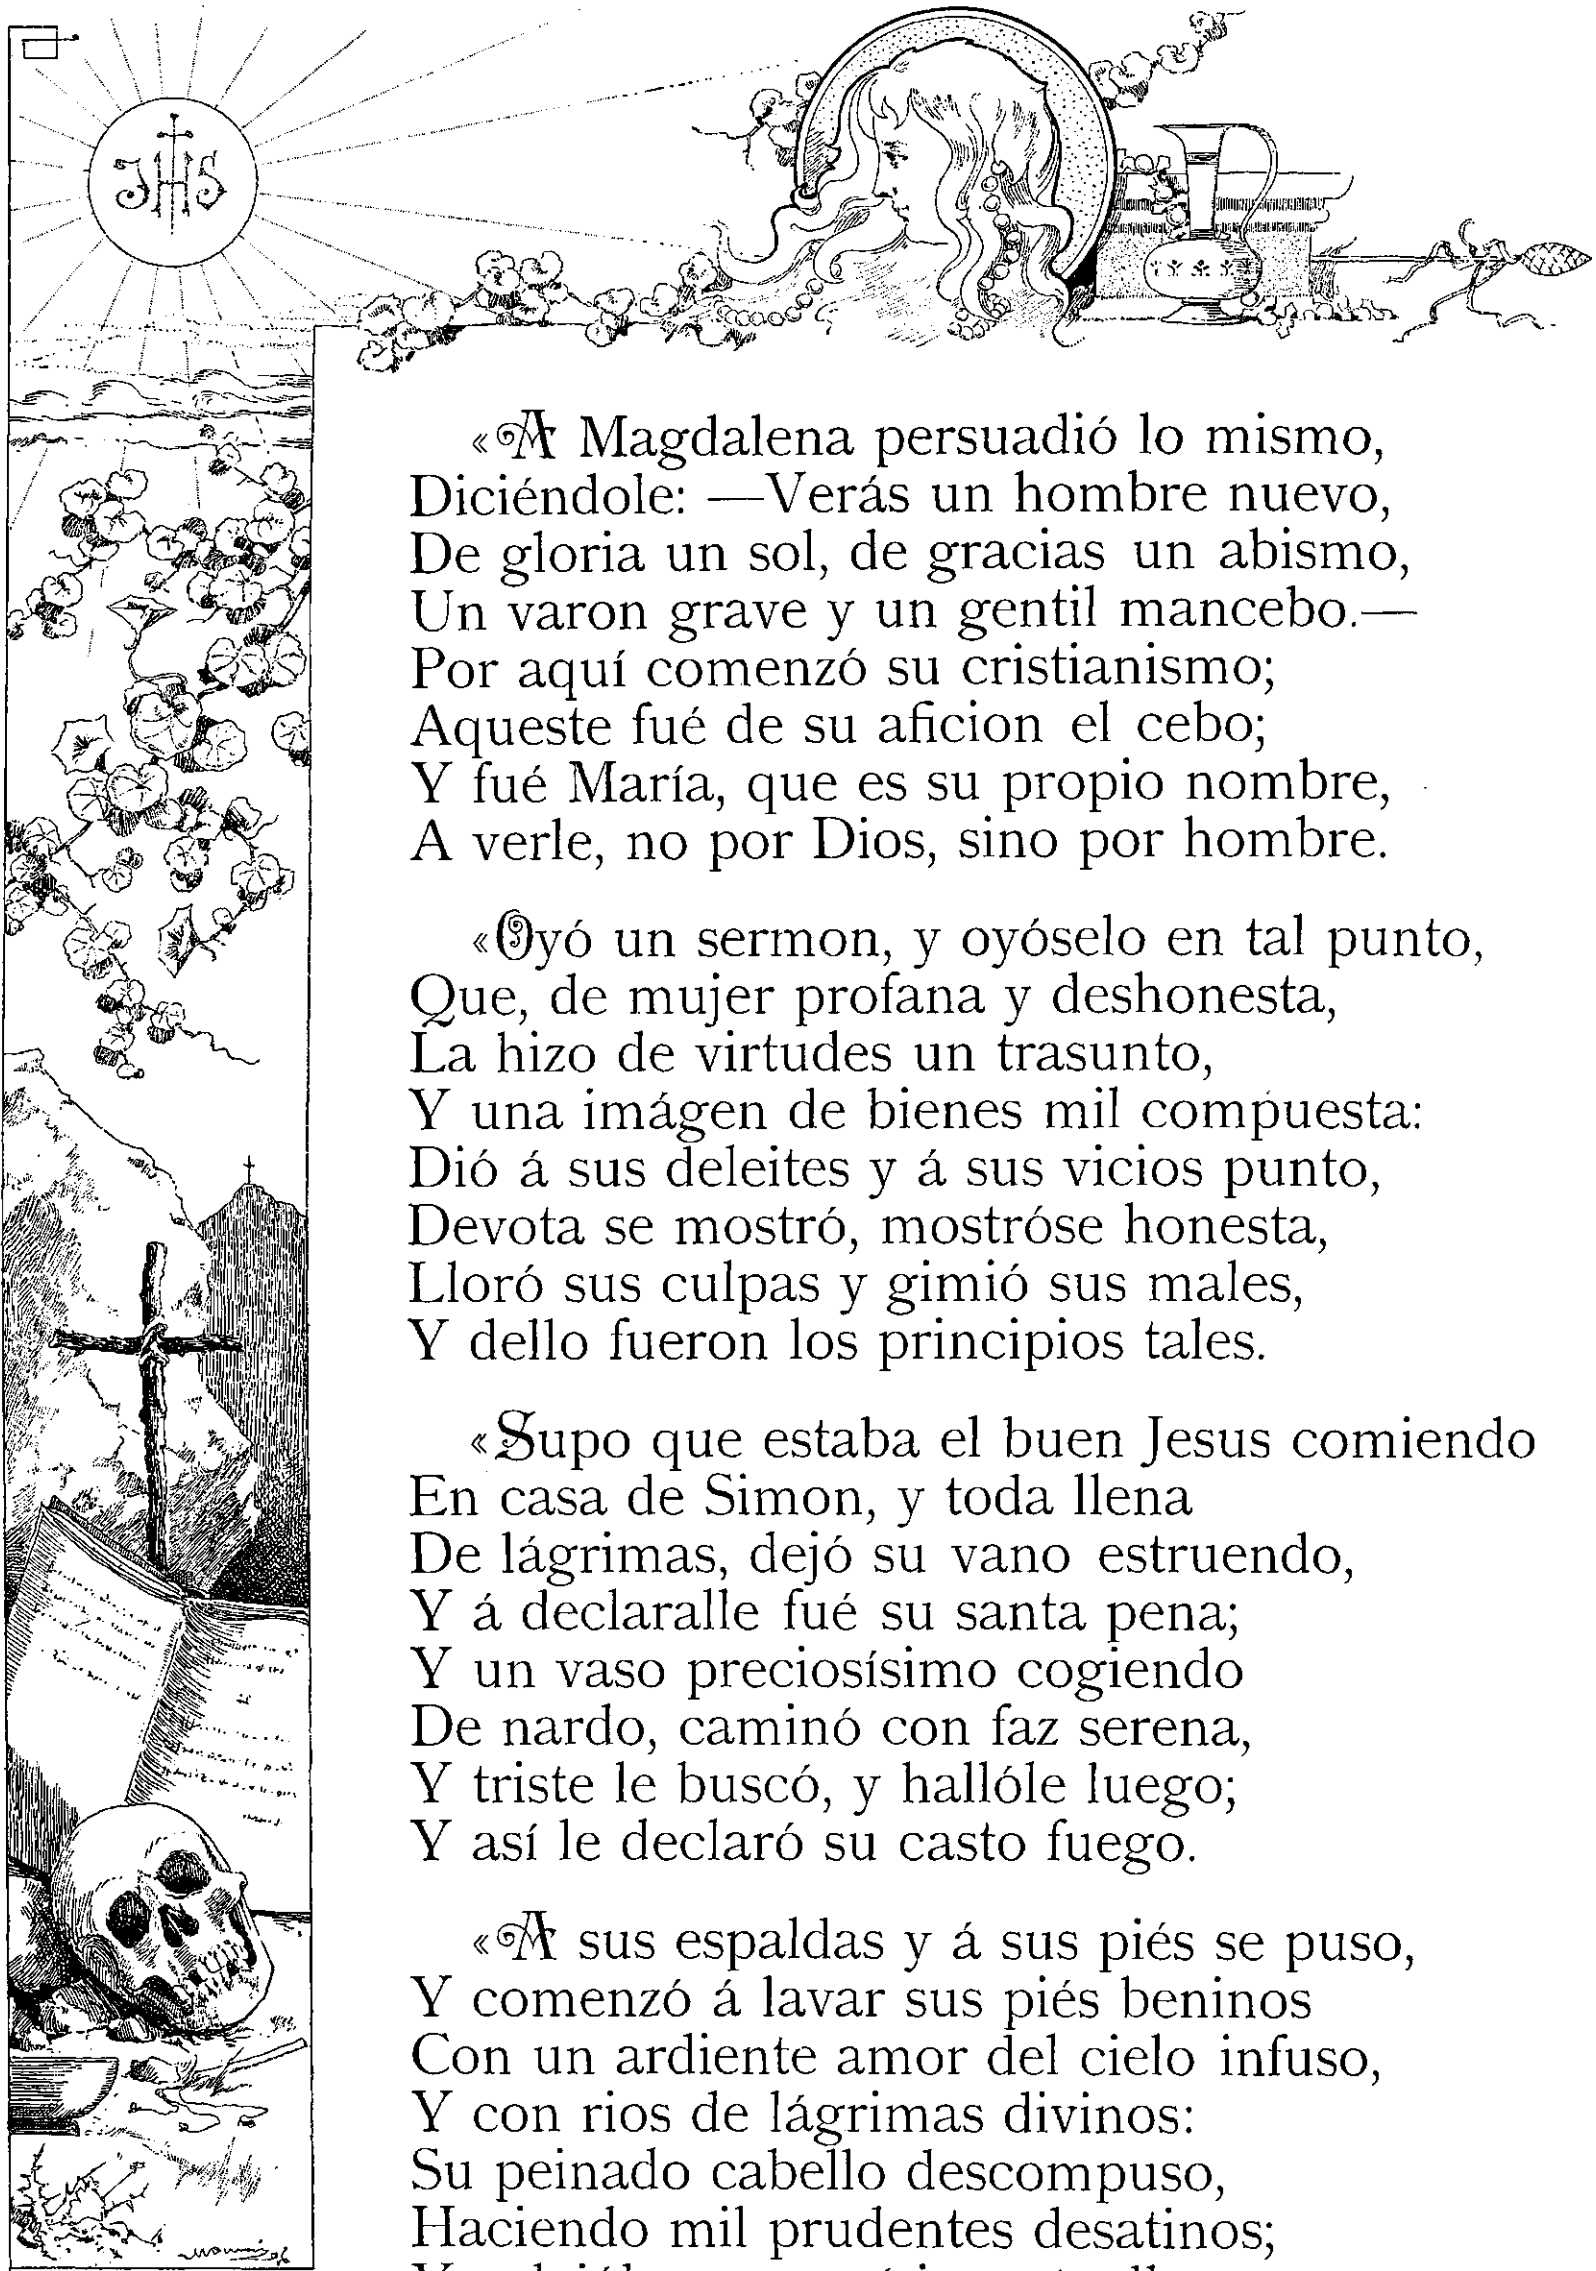 JHS
«A Magdalena persuadió lo mismo,
Diciéndole: —Verás un hombre nuevo,
De gloria un sol, de gracias un abismo,
Un varon grave y un gentil mancebo.—
Por aquí comenzó su cristianismo;
Aqueste fué de su aficion el cebo;
Y fué María, que es su propio nombre,
A verle, no por Dios, sino por hombre.
«Oyó un sermon, y oyóselo en tal punto,
Que, de mujer profana y deshonesta,
La hizo de virtudes un trasunto,
Y una imágen de bienes mil compuesta:
Dió á sus deleites y á sus vicios punto,
Devota se mostró, mostróse honesta,
Lloró sus culpas y gimió sus males,
Y dello fueron los principios tales.
«Supo que estaba el buen Jesus comiendo
En casa de Simon, y toda llena
De lágrimas, dejó su vano estruendo,
Y á declaralle fué su santa pena;
Y un vaso preciosísimo cogiendo
De nardo, caminó con faz serena,
Y triste le buscó, y hallóle luego;
Y así le declaró su casto fuego.
«A sus espaldas y á sus piés se puso,
Y comenzó á lavar sus piés beninos
Con un ardiente amor del cielo infuso,
Y con rios de lágrimas divinos:
Su peinado cabello descompuso,
Haciendo mil prudentes desatinos;